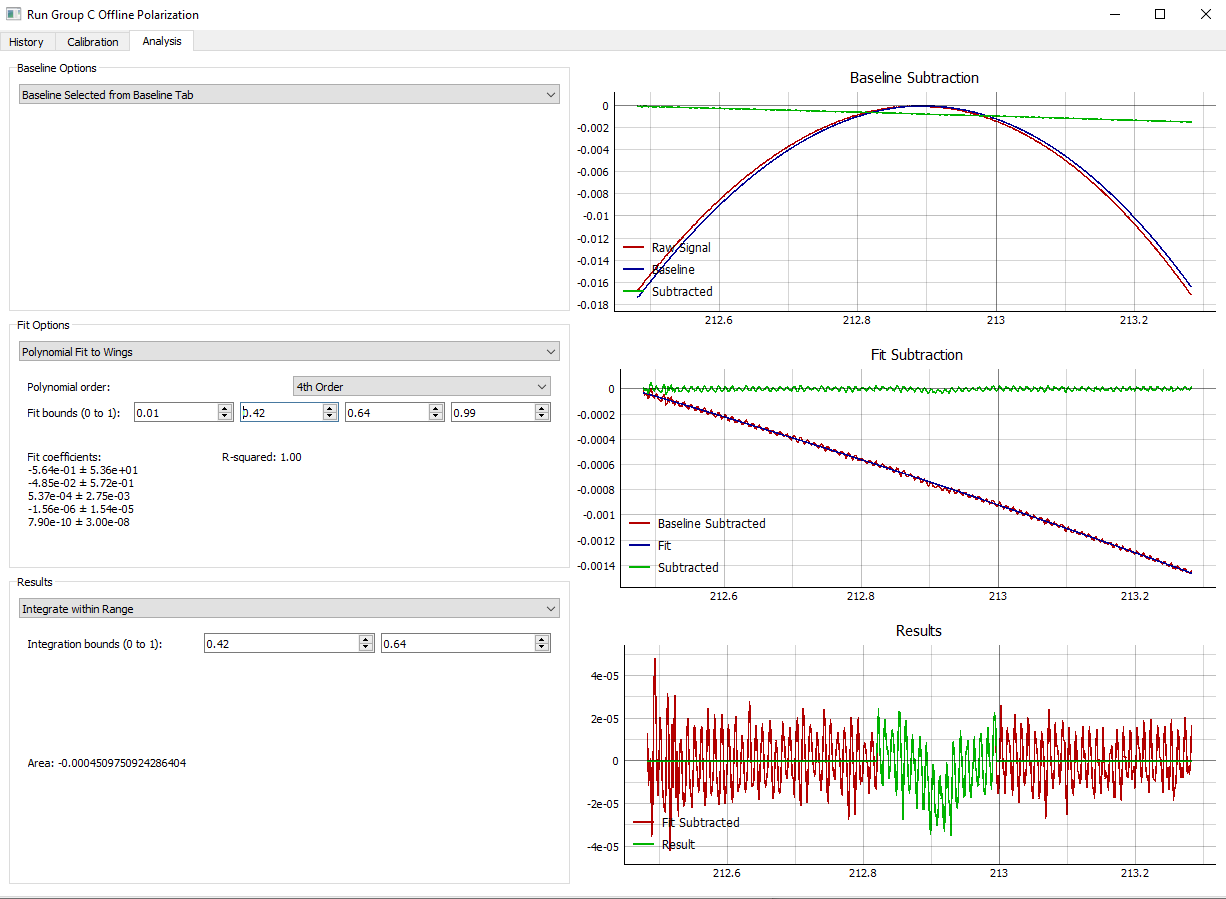 Run Group C Offline Polarization
History Calibration Analysis
Baseline Options
Baseline Selected from Baseline Tab
Fit Options
Polynomial Fit to Wings
Polynomial order: 4th Order
Fit bounds (0 to 1): 0.01 0.42 0.64 0.99
Fit coefficients: R-squared: 1.00
-5.64e-01 ± 5.36e+01
-4.85e-02 ± 5.72e-01
5.37e-04 ± 2.75e-03
-1.56e-06 ± 1.54e-05
7.90e-10 ± 3.00e-08
Results
Integrate within Range
Integration bounds (0 to 1): 0.42 0.64
Area: -0.0004509750924286404
Baseline Subtraction
0
-0.002
-0.004
-0.006
-0.008
-0.01
-0.012
-0.014
-0.016
-0.018
Raw Signal
Baseline
Subtracted
212.6 212.8 213 213.2
Fit Subtraction
0
-0.0002
-0.0004
-0.0006
-0.0008
-0.001
-0.0012
-0.0014
Baseline Subtracted
Fit
Subtracted
212.6 212.8 213 213.2
Results
4e-05
2e-05
0
-2e-05
-4e-05
Fit Subtracted
Result
212.6 212.8 213 213.2